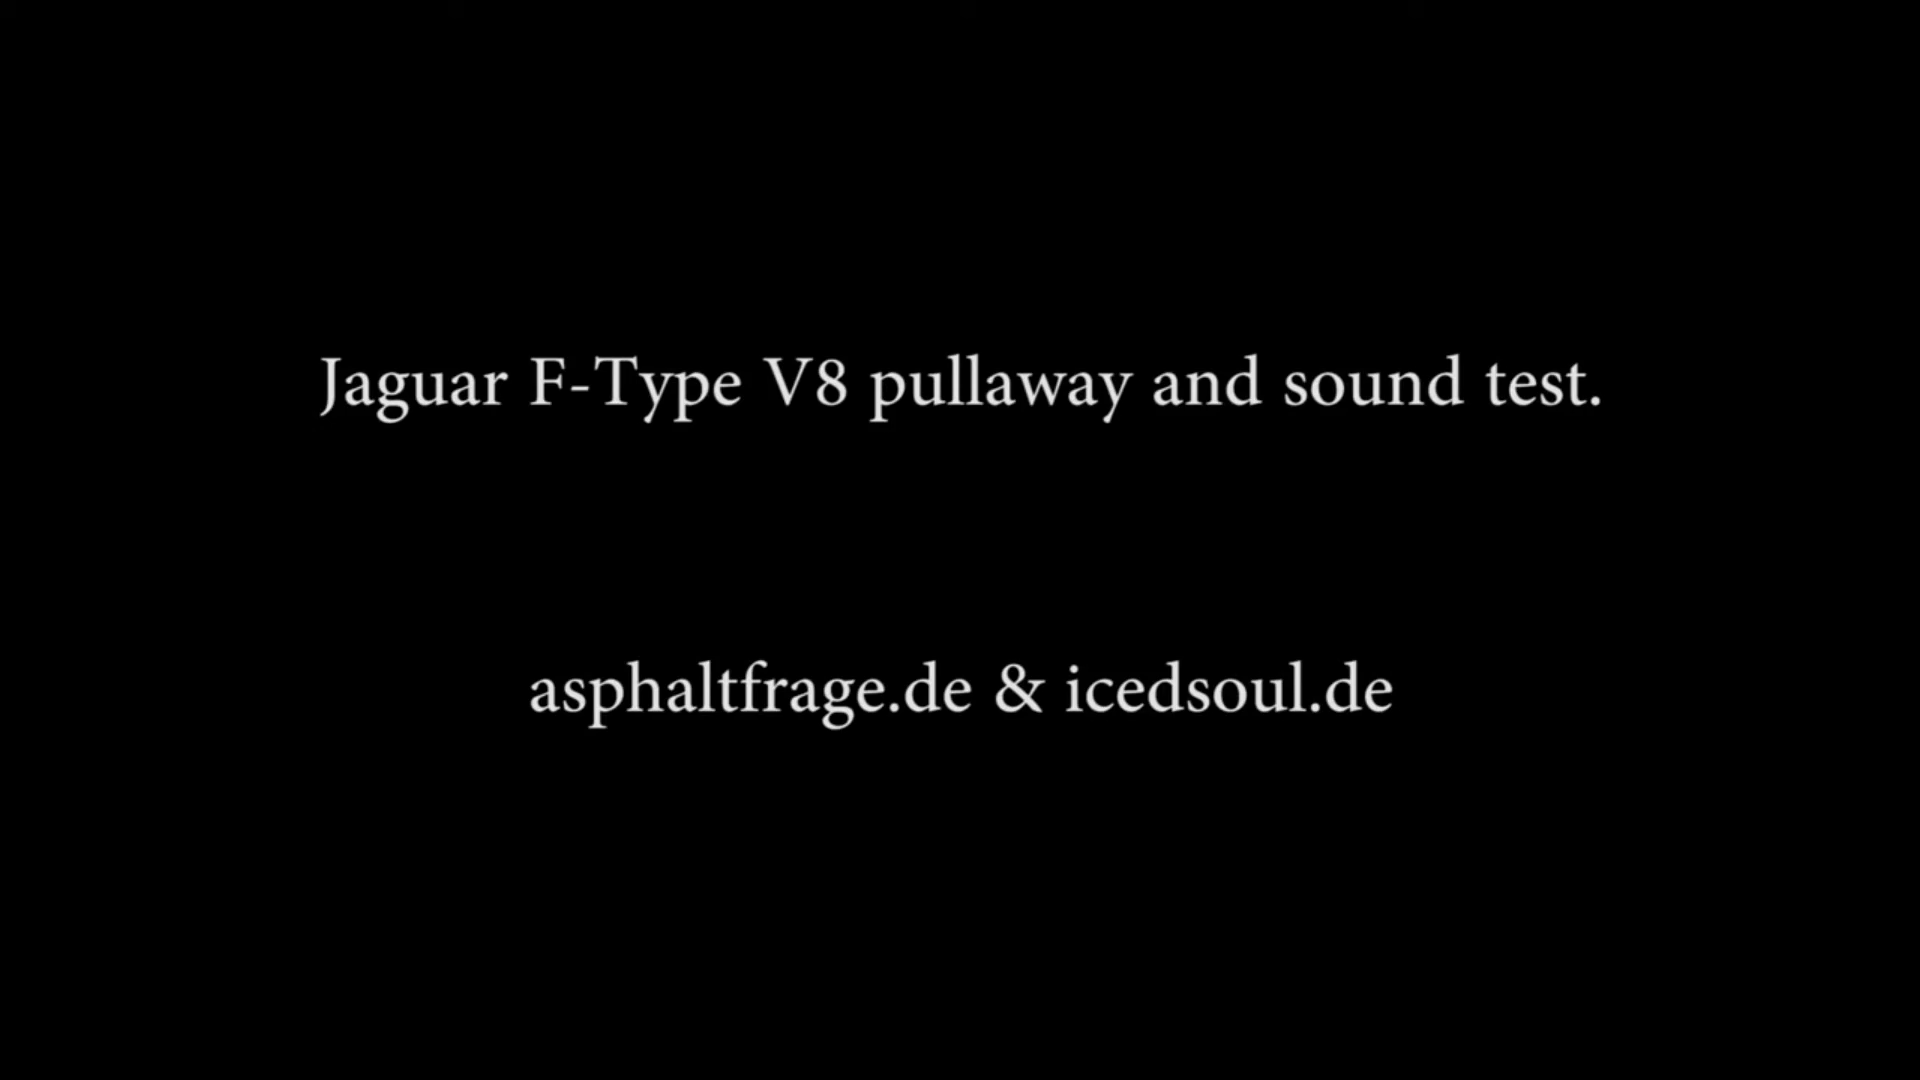 Jaguar F-Type V8 pullaway and sound test.
asphaltfrage.de & icedsoul.de